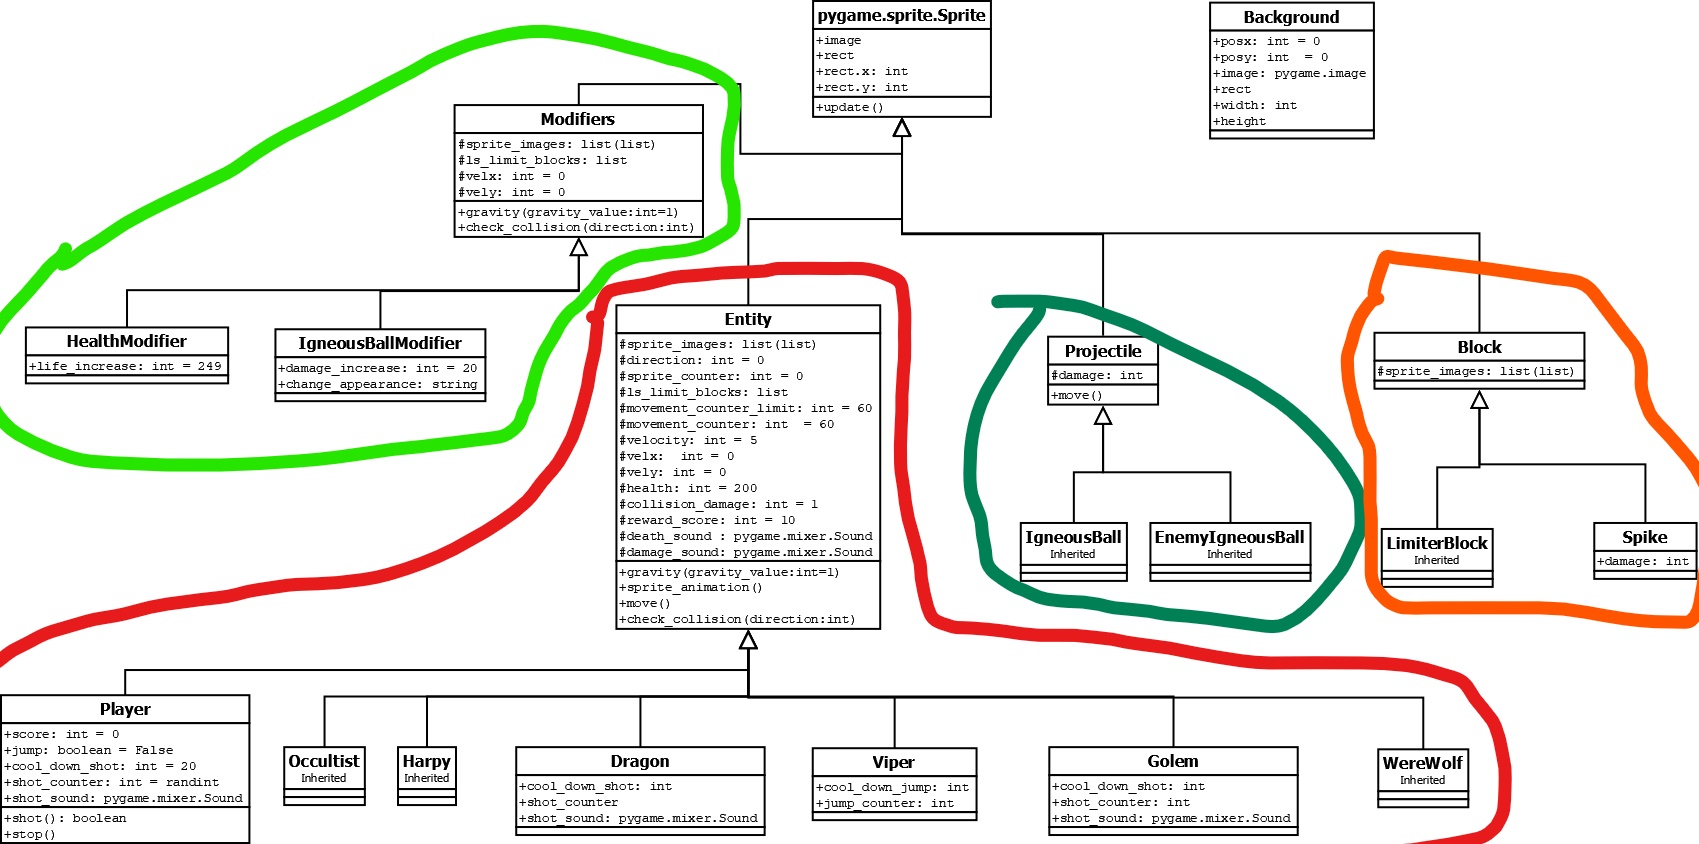 pygame.sprite.Sprite
+image
+rect
+rect.x: int
+rect.y: int
+update()
Background
+posx: int = 0
+posy: int  = 0
+image: pygame.image
+rect
+width: int
+height
Modifiers
#sprite_images: list(list)
#ls_limit_blocks: list
#velx: int = 0
#vely: int = 0
+gravity(gravity_value:int=1)
+check_collision(direction:int)
HealthModifier
+life_increase: int = 249
IgneousBallModifier
+damage_increase: int = 20
+change_appearance: string
Entity
#sprite_images: list(list)
#direction: int = 0
#sprite_counter: int = 0
#ls_limit_blocks: list
#movement_counter_limit: int = 60
#movement_counter: int  = 60
#velocity: int = 5
#velx:  int = 0
#vely: int = 0
#health: int = 200
#collision_damage: int = 1
#reward_score: int = 10
#death_sound : pygame.mixer.Sound
#damage_sound: pygame.mixer.Sound
+gravity(gravity_value:int=1)
+sprite_animation()
+move()
+check_collision(direction:int)
Projectile
#damage: int
+move()
IgneousBall
Inherited
EnemyIgneousBall
Inherited
Block
#sprite_images: list(list)
LimiterBlock
Inherited
Spike
+damage: int
Player
+score: int = 0
+jump: boolean = False
+cool_down_shot: int = 20
+shot_counter: int = randint
+shot_sound: pygame.mixer.Sound
+shot(): boolean
+stop()
Occultist
Inherited
Harpy
Inherited
Dragon
+cool_down_shot: int
+shot_counter
+shot_sound: pygame.mixer.Sound
Viper
+cool_down_jump: int
+jump_counter: int
Golem
+cool_down_shot: int
+shot_counter: int
+shot_sound: pygame.mixer.Sound
WereWolf
Inherited